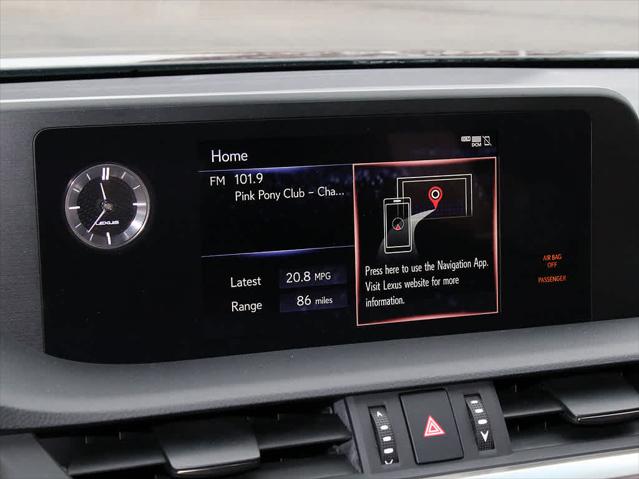 Home
DCM
FM 101.9
Pink Pony Club – Cha...
Latest 20.8 MPG
Range 86 miles
Press here to use the Navigation App.
Visit Lexus website for more
information.
LEXUS
AIR BAG
OFF
PASSENGER